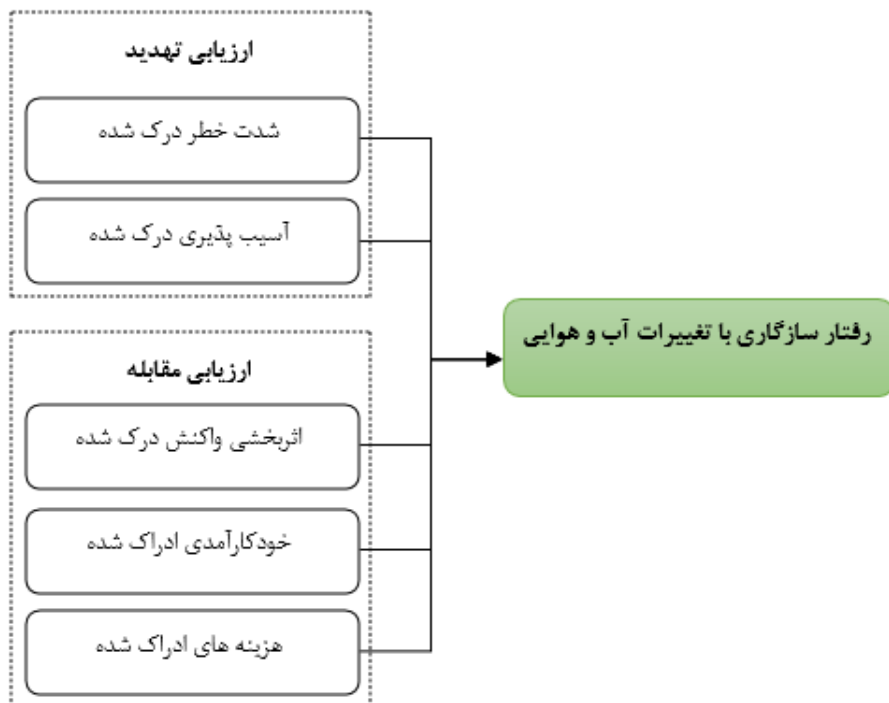 ارزیابی تهدید
شدت خطر درک شده
آسیب پذیری درک شده
رفتار سازگاری با تغییرات آب و هوایی
ارزیابی مقابله
اثربخشی واکنش درک شده
خودکارآمدی ادراک شده
هزینه های ادراک شده